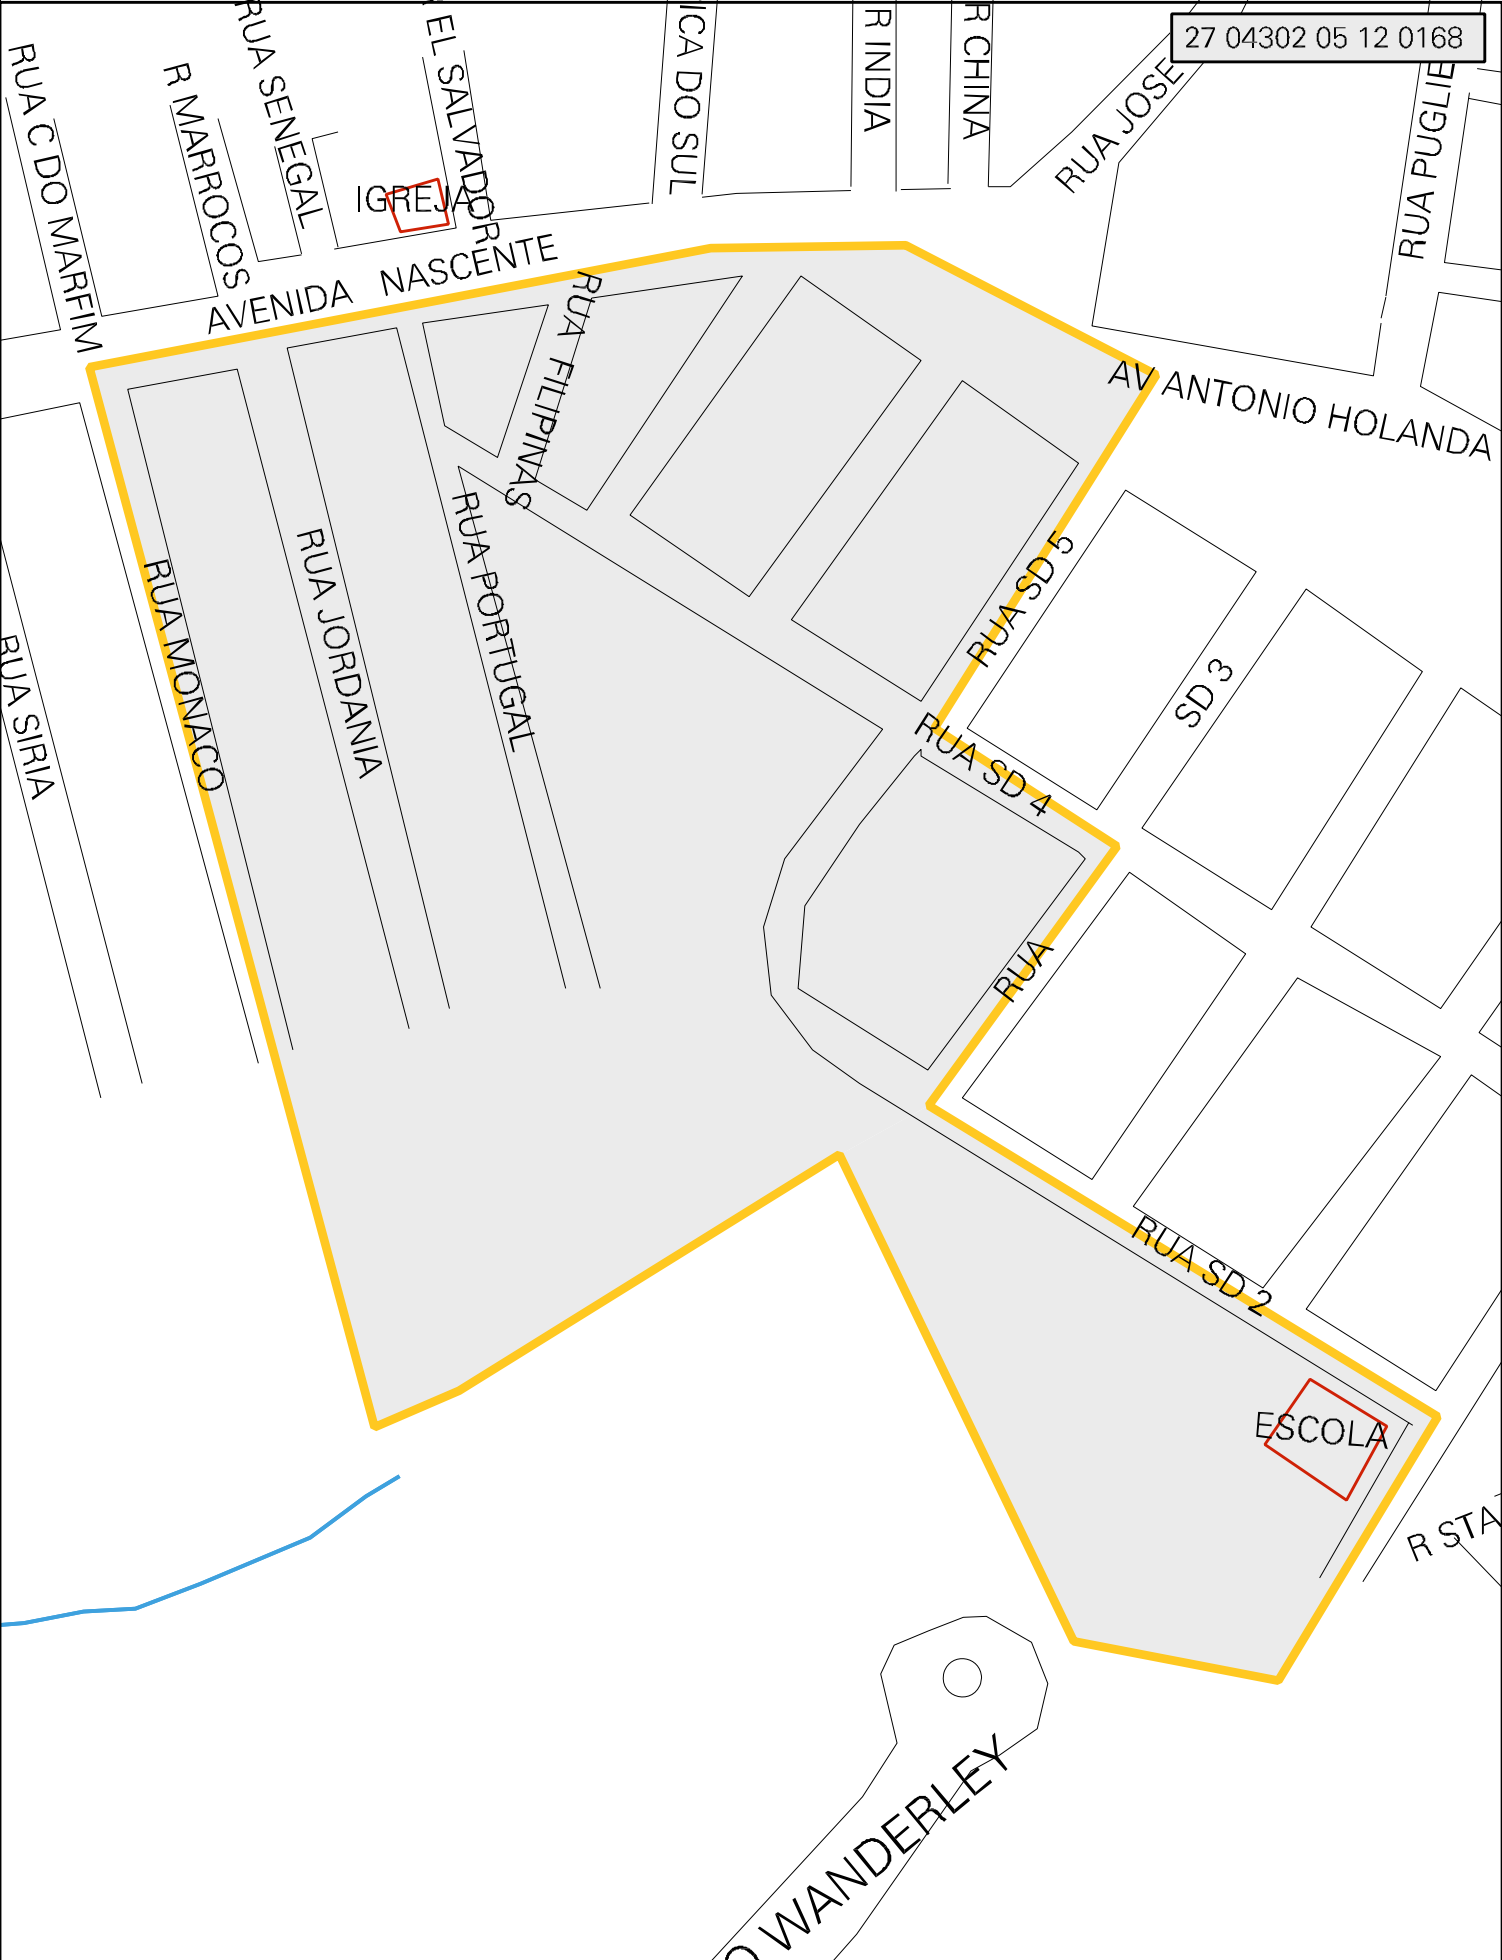 27 04302 05 12 0168
RUA C DO MARFIM
R MARROCOS
RUA SENEGAL
EL SALVADOR
ICA DO SUL
R INDIA
R CHINA
RUA JOSE
RUA PUGLIE
IGREJA
AVENIDA NASCENTE
RUA FILIPINAS
AV ANTONIO HOLANDA
RUA SIRIA
RUA MONACO
RUA JORDANIA
RUA PORTUGAL
RUA SD 5
SD 3
RUA SD 4
RUA
RUA SD 2
ESCOLA
R STA
O WANDERLEY